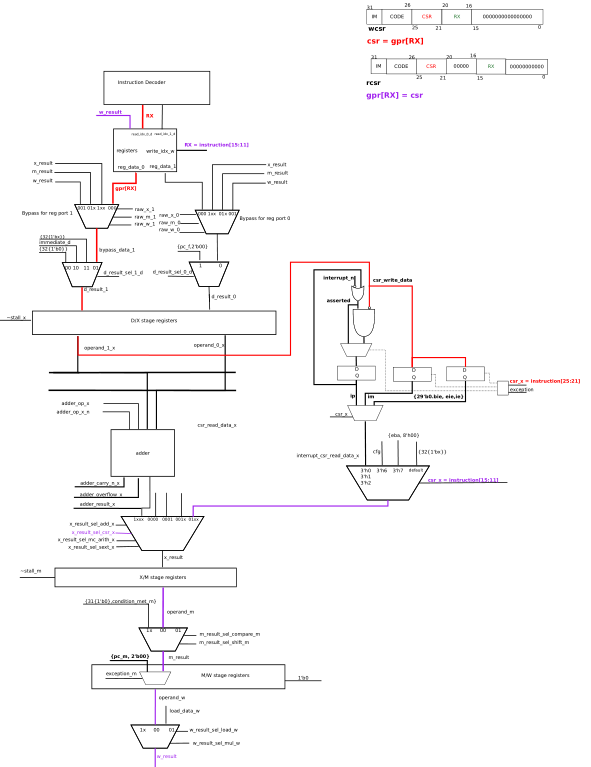 31 26 20 16
IM CODE CSR RX 0000000000000000
25 21 15 0
wcsr
csr = gpr[RX]
31 26 20 16
IM CODE CSR 00000 RX 00000000000
25 21 15 0
rcsr
gpr[RX] = csr
Instruction Decoder
w_result
RX
read_idx_0_d read_idx_1_d
registers write_idx_w
RX = instruction[15:11]
reg_data_0 reg_data_1
gpr[RX]
x_result
m_result
w_result
x_result
m_result
w_result
001 01x 1xx 000
raw_x_1
raw_m_1
raw_w_1
Bypass for reg port 1
raw_x_0
raw_m_0
raw_w_0
000 1xx 01x 001
Bypass for reg port 0
bypass_data_1
{32{1'bx}}
immediate_d
{32{1'b0}}
00 10 11 01
d_result_sel_1_d
d_result_1
{pc_f,2'b00}
1 0
d_result_sel_0_d
d_result_0
~stall_x
D/X stage registers
operand_1_x
operand_0_x
interrupt_n
asserted
csr_write_data
D
O
D
O
D
O
csr_x = instruction[25:21]
exception
ip im
{29'b0.bie, eie,ie}
csr_x
adder_op_x
adder_op_x_n
csr_read_data_x
adder
adder_carry_n_x
adder_overflow_x
adder_result_x
interrupt_csr_read_data_x
cfg
{eba, 8'h00}
{32{1'bx}}
3'h0 3'h6 3'h7 default
3'h1
3'h2
csr_x = instruction[15:11]
1xxx 0000 0001 001x 01xx
x_result_sel_add_x
x_result_sel_csr_x
x_result_sel_mc_arith_x
x_result_sel_sext_x
x_result
~stall_m
X/M stage registers
{31{1'b0},condition_met_m}
operand_m
1x 00 01
m_result_sel_compare_m
m_result_sel_shift_m
{pc_m, 2'b00}
m_result
exception_m
M/W stage registers
1'b0
operand_w
load_data_w
1x 00 01
w_result_sel_load_w
w_result_sel_mul_w
w_result